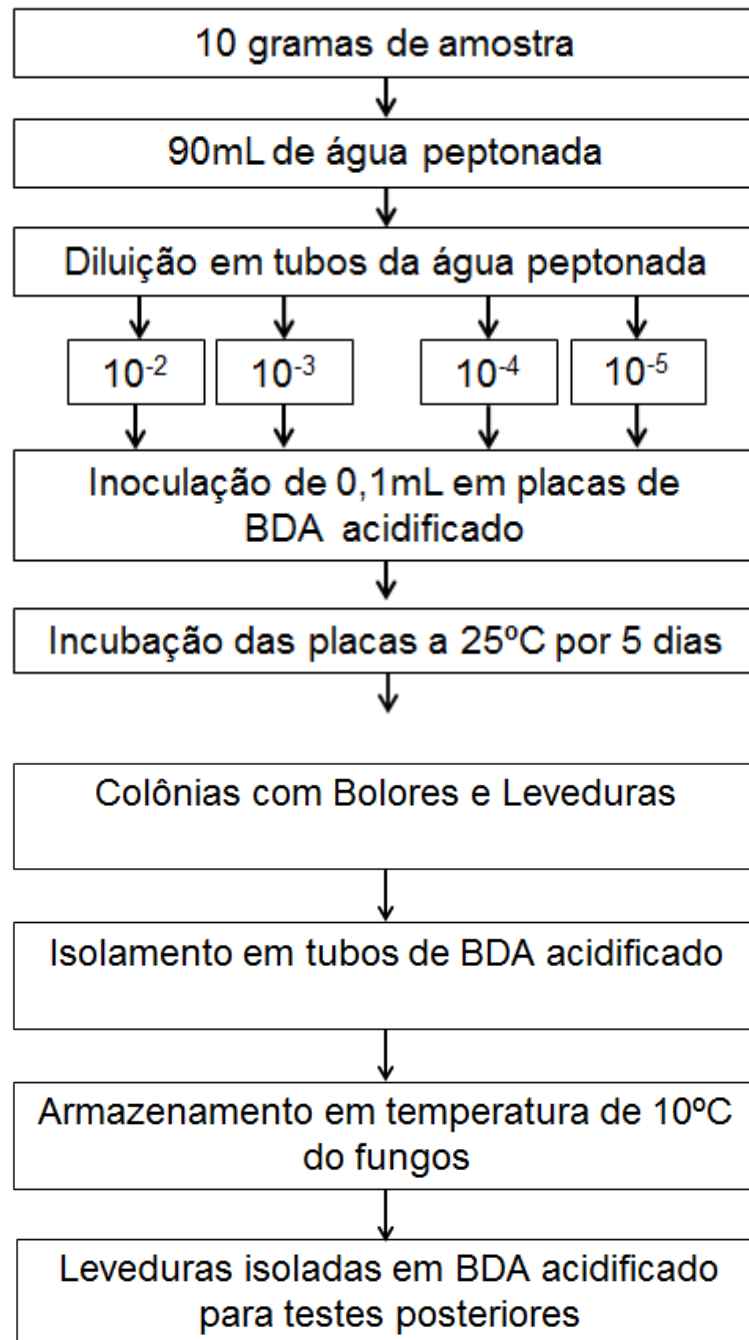 10 gramas de amostra
90mL de água peptonada
Diluição em tubos da água peptonada
10-2 10-3 10-4 10-5
Inoculação de 0,1mL em placas de
BDA acidificado
Incubação das placas a 25ºC por 5 dias
Colônias com Bolores e Leveduras
Isolamento em tubos de BDA acidificado
Armazenamento em temperatura de 10ºC
do fungos
Leveduras isoladas em BDA acidificado
para testes posteriores